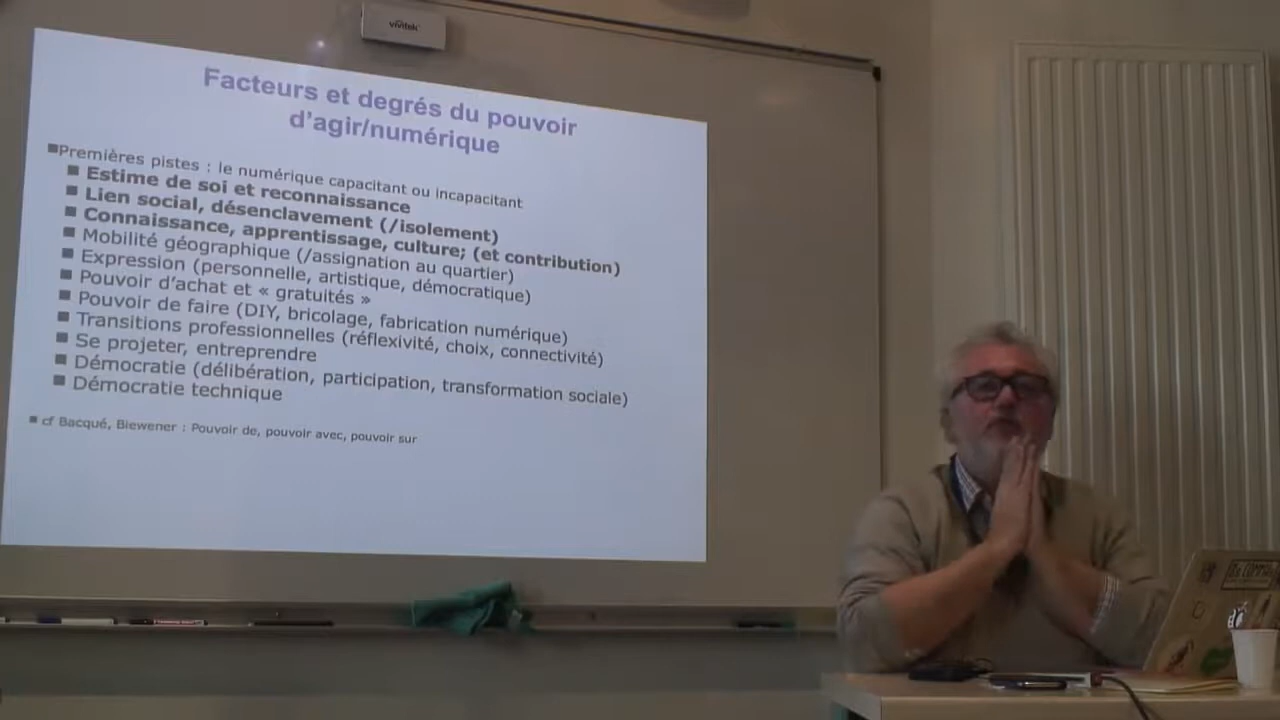 vivitek
Facteurs et degrés du pouvoir
d'agir/numérique
Premières pistes : le numérique capacitant ou incapacitant
Estime de soi et reconnaissance
Lien social, désenclavement (/isolement)
Connaissance, apprentissage, culture; (et contribution)
Mobilité géographique (/assignation au quartier)
Expression (personnelle, artistique, démocratique)
Pouvoir d'achat et « gratuités »
Pouvoir de faire (DIY, bricolage, fabrication numérique)
Transitions professionnelles (réflexivité, choix, connectivité)
Se projeter, entreprendre
Démocratie (délibération, participation, transformation sociale)
Démocratie technique
cf Bacqué, Biewener : Pouvoir de, pouvoir avec, pouvoir sur